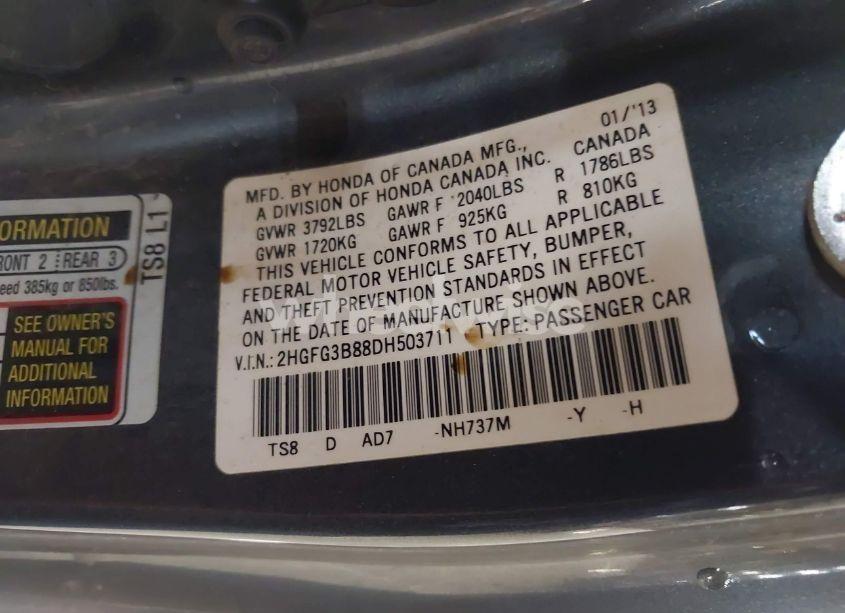 ORMATION
RONT 2 REAR 3
eed 385kg or 850lbs.
SEE OWNER'S
MANUAL FOR
ADDITIONAL
INFORMATION
TS8 L1
01/'13
MFD. BY HONDA OF CANADA MFG.,
A DIVISION OF HONDA CANADA INC. CANADA
GVWR 3792LBS GAWR F 2040LBS R 1786LBS
GVWR 1720KG GAWR F 925KG R 810KG
THIS VEHICLE CONFORMS TO ALL APPLICABLE
FEDERAL MOTOR VEHICLE SAFETY, BUMPER,
AND THEFT PREVENTION STANDARDS IN EFFECT
ON THE DATE OF MANUFACTURE SHOWN ABOVE.
V.I.N.: 2HGFG3B88DH503711 TYPE: PASSENGER CAR
TS8 D AD7 -NH737M -Y -H